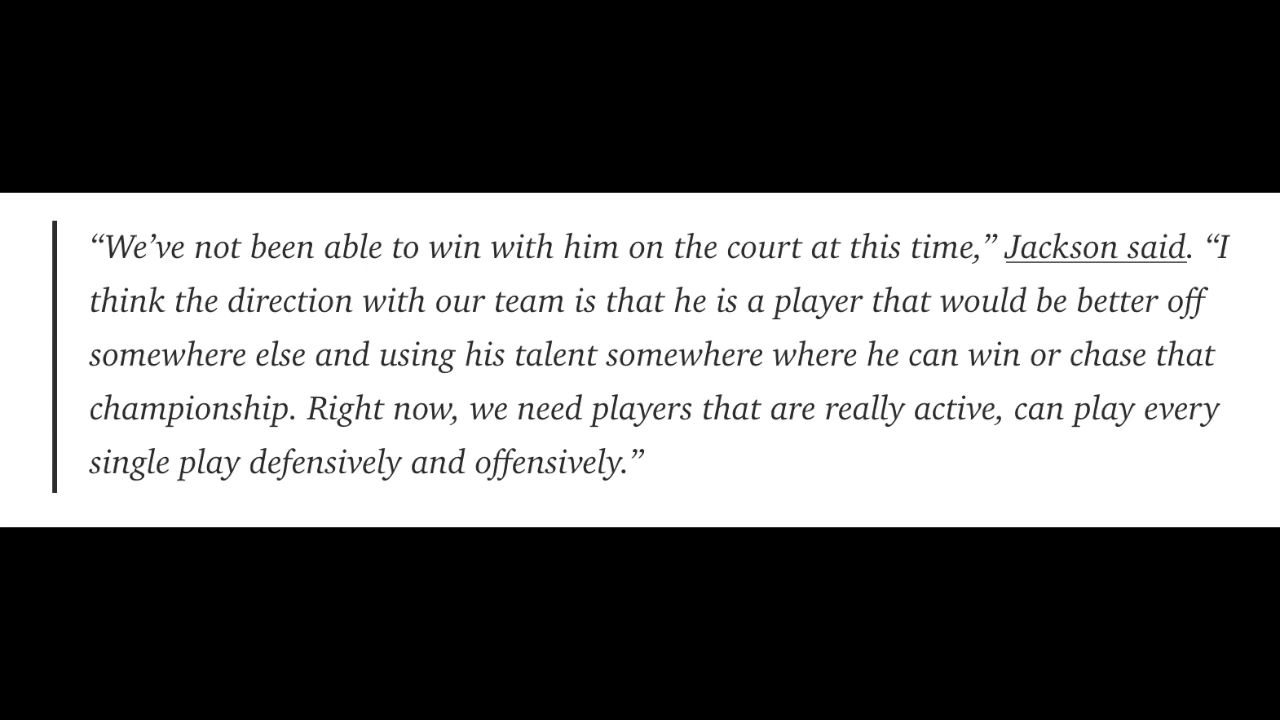 “We’ve not been able to win with him on the court at this time,” Jackson said. “I
think the direction with our team is that he is a player that would be better off
somewhere else and using his talent somewhere where he can win or chase that
championship. Right now, we need players that are really active, can play every
single play defensively and offensively.”